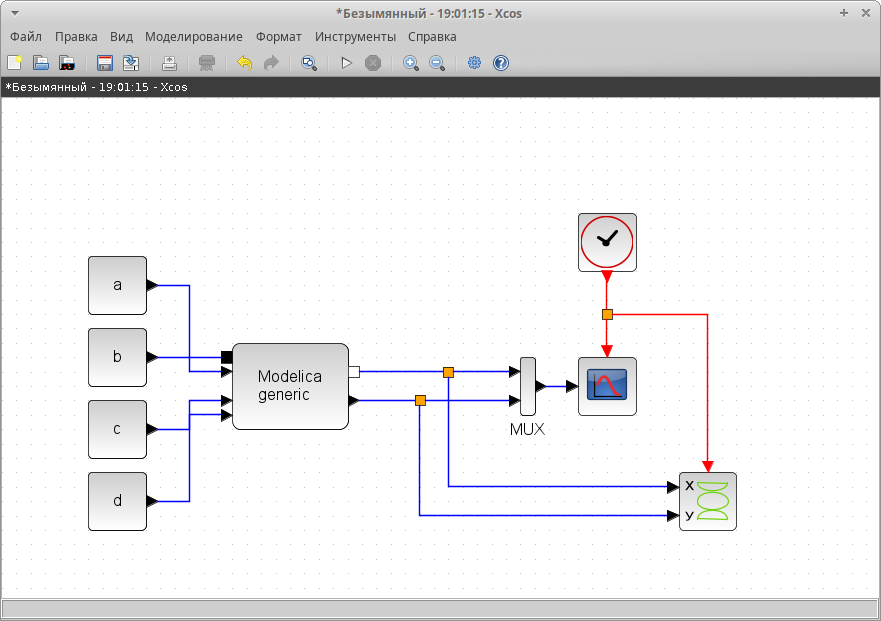 *Безымянный - 19:01:15 - Xcos
Файл Правка Вид Моделирование Формат Инструменты Справка
*Безымянный - 19:01:15 - Xcos
a
b
Modelica
generic
c
MUX
d
X
y